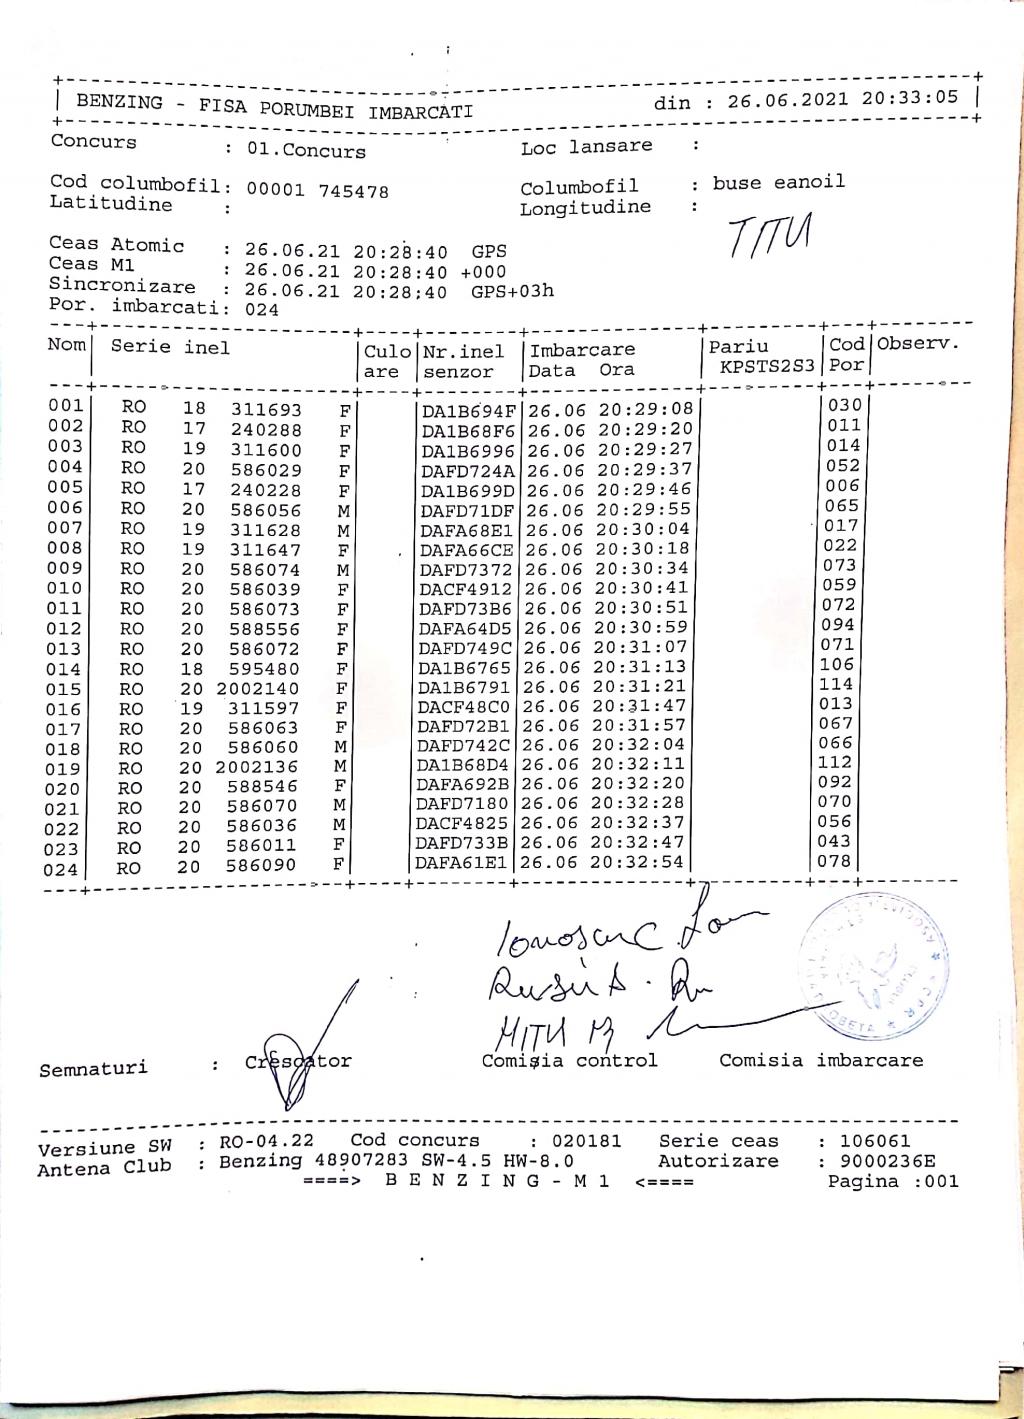 BENZING - FISA PORUMBEI IMBARCATI din : 26.06.2021 20:33:05
Concurs : 01.Concurs Loc lansare :
Cod columbofil: 00001 745478 Columbofil : buse eanoil
Latitudine : Longitudine :
TITU
Ceas Atomic : 26.06.21 20:28:40 GPS
Ceas M1 : 26.06.21 20:28:40 +000
Sincronizare : 26.06.21 20:28:40 GPS+03h
Por. imbarcati: 024
Nom Serie inel Culo Nr.inel Imbarcare Pariu Cod Observ.
are senzor Data Ora KPSTS2S3 Por
001 RO 18 311693 F DA1B694F 26.06 20:29:08 030
002 RO 17 240288 F DA1B68F6 26.06 20:29:20 011
003 RO 19 311600 F DA1B6996 26.06 20:29:27 014
004 RO 20 586029 F DAFD724A 26.06 20:29:37 052
005 RO 17 240228 F DA1B699D 26.06 20:29:46 006
006 RO 20 586056 M DAFD71DF 26.06 20:29:55 065
007 RO 19 311628 M DAFA68E1 26.06 20:30:04 017
008 RO 19 311647 F DAFA66CE 26.06 20:30:18 022
009 RO 20 586074 M DAFD7372 26.06 20:30:34 073
010 RO 20 586039 F DACF4912 26.06 20:30:41 059
011 RO 20 586073 F DAFD73B6 26.06 20:30:51 072
012 RO 20 588556 F DAFA64D5 26.06 20:30:59 094
013 RO 20 586072 F DAFD749C 26.06 20:31:07 071
014 RO 18 595480 F DA1B6765 26.06 20:31:13 106
015 RO 20 2002140 F DA1B6791 26.06 20:31:21 114
016 RO 19 311597 F DACF48C0 26.06 20:31:47 013
017 RO 20 586063 F DAFD72B1 26.06 20:31:57 067
018 RO 20 586060 M DAFD742C 26.06 20:32:04 066
019 RO 20 2002136 M DA1B68D4 26.06 20:32:11 112
020 RO 20 588546 F DAFA692B 26.06 20:32:20 092
021 RO 20 586070 M DAFD7180 26.06 20:32:28 070
022 RO 20 586036 M DACF4825 26.06 20:32:37 056
023 RO 20 586011 F DAFD733B 26.06 20:32:47 043
024 RO 20 586090 F DAFA61E1 26.06 20:32:54 078
MITU
Semnaturi : Crescator Comisia control Comisia imbarcare
Versiune SW : RO-04.22 Cod concurs : 020181 Serie ceas : 106061
Antena Club : Benzing 48907283 SW-4.5 HW-8.0 Autorizare : 9000236E
====> B E N Z I N G - M 1 <==== Pagina :001